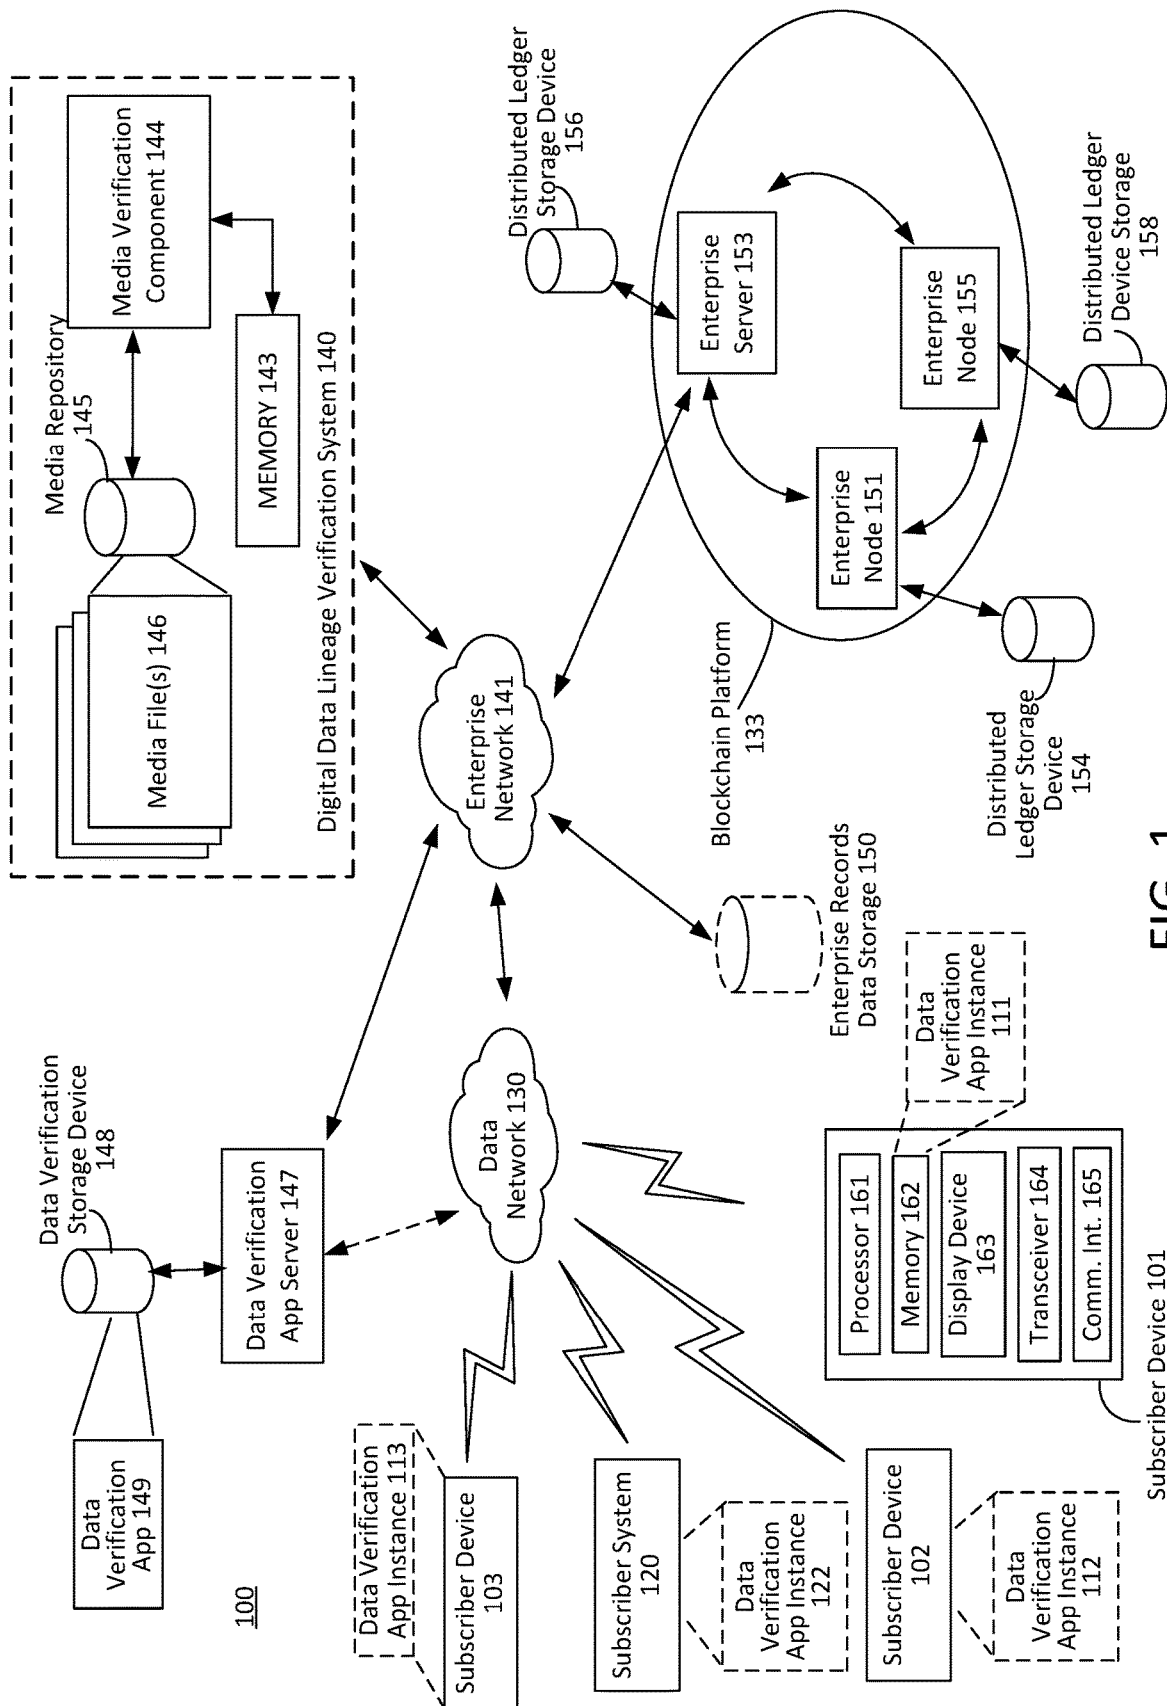 100
Data
Verification
App 149
Data Verification
Storage Device
148
Data Verification
App Server 147
Media File(s) 146
Media Repository
145
Media Verification
Component 144
MEMORY 143
Digital Data Lineage Verification System 140
Data Verification
App Instance 113
Subscriber Device
103
Subscriber System
120
Data
Verification
App Instance
122
Subscriber Device
102
Data
Verification
App Instance
112
Data
Network 130
Enterprise
Network 141
Enterprise Records
Data Storage 150
Processor 161
Memory 162
Display Device
163
Transceiver 164
Comm. Int. 165
Subscriber Device 101
Data
Verification
App Instance
111
Blockchain Platform
133
Enterprise
Server 153
Enterprise
Node 151
Enterprise
Node 155
Distributed Ledger
Storage Device
156
Distributed
Ledger Storage
Device
154
Distributed Ledger
Device Storage
158
FIG. 1